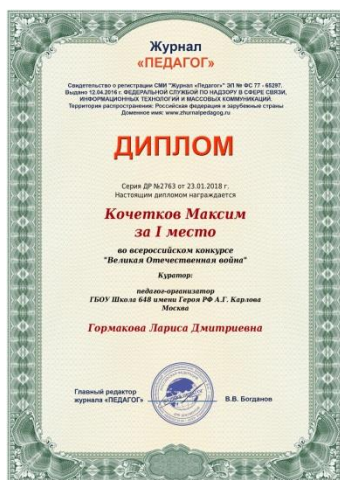 Журнал
«ПЕДАГОГ»
Свидетельство о регистрации СМИ "Журнал «Педагог»" ЭЛ № ФС 77 - 65297.
Выдано 12.04.2016 г. ФЕДЕРАЛЬНОЙ СЛУЖБОЙ ПО НАДЗОРУ В СФЕРЕ СВЯЗИ,
ИНФОРМАЦИОННЫХ ТЕХНОЛОГИЙ И МАССОВЫХ КОММУНИКАЦИЙ.
Территория распространения: Российская Федерация и зарубежные страны
Доменное имя: www.zhurnalpedagog.ru
ДИПЛОМ
Серия ДР №2763 от 23.01.2018 г.
Настоящим дипломом награждается
Кочетков Максим
за I место
во всероссийском конкурсе
"Великая Отечественная война"
Куратор:
педагог-организатор
ГБОУ Школа 648 имени Героя РФ А.Г. Карлова
Москва
Гормакова Лариса Дмитриевна
Главный редактор
журнала «ПЕДАГОГ»
В.В. Богданов